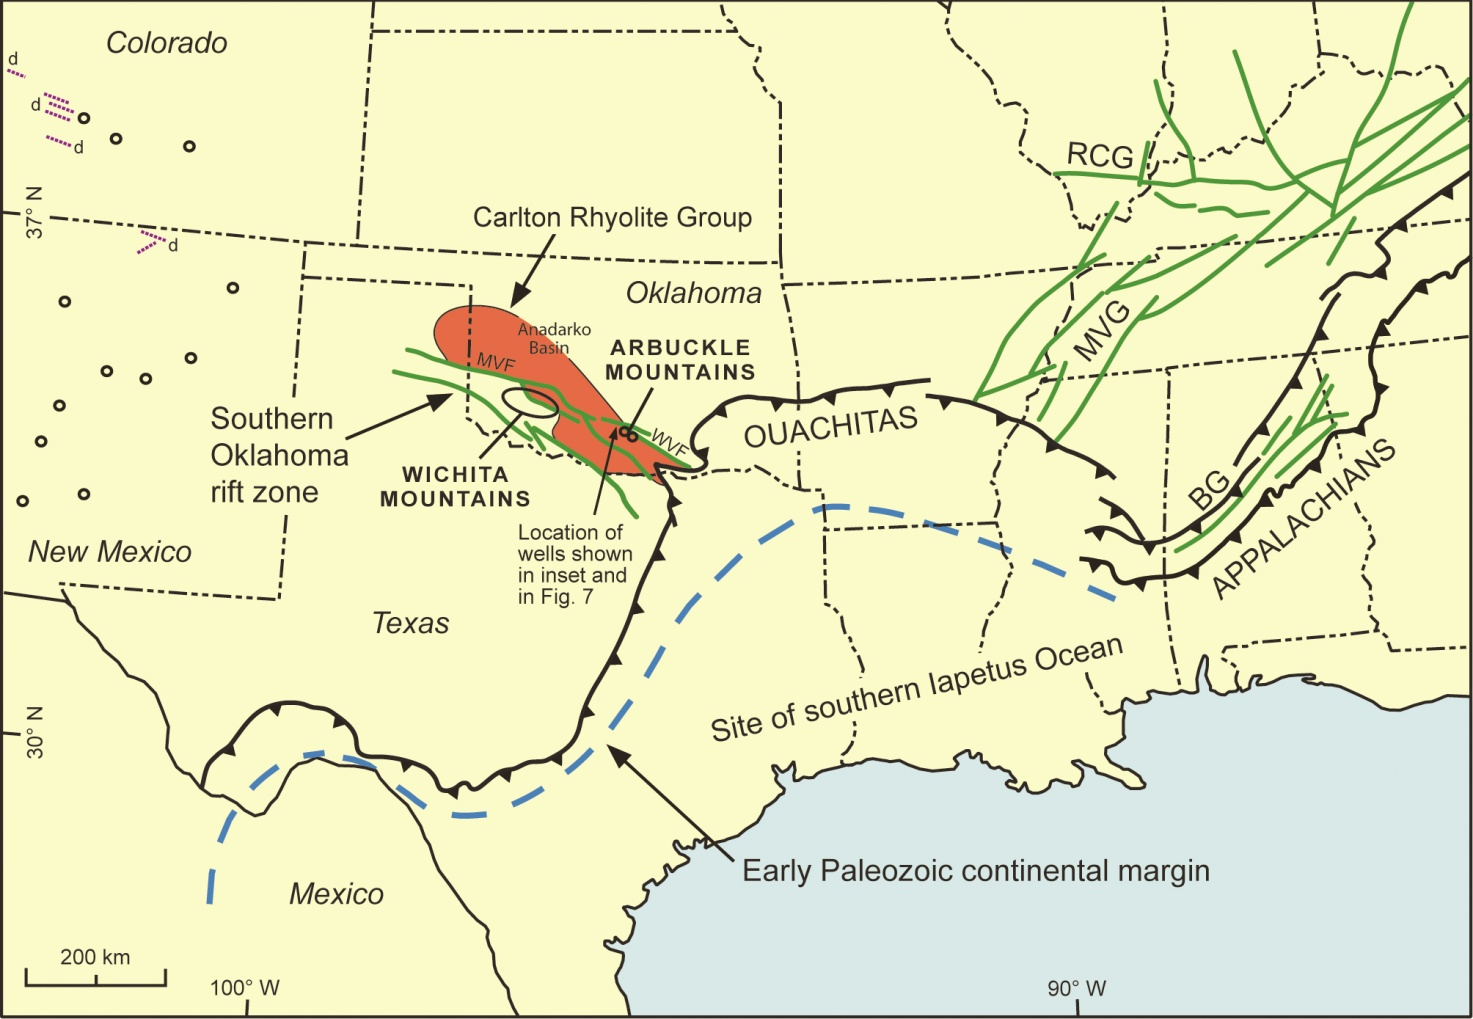 Colorado
d
d
d
37° N
d
RCG
Carlton Rhyolite Group
Oklahoma
Anadarko
Basin
MVF
ARBUCKLE
MOUNTAINS
MVG
Southern
Oklahoma
rift zone
WVF
OUACHITAS
WICHITA
MOUNTAINS
BG
APPALACHIANS
Location of
wells shown
in inset and
in Fig. 7
New Mexico
Texas
Site of southern Iapetus Ocean
30° N
Early Paleozoic continental margin
Mexico
200 km
100° W
90° W